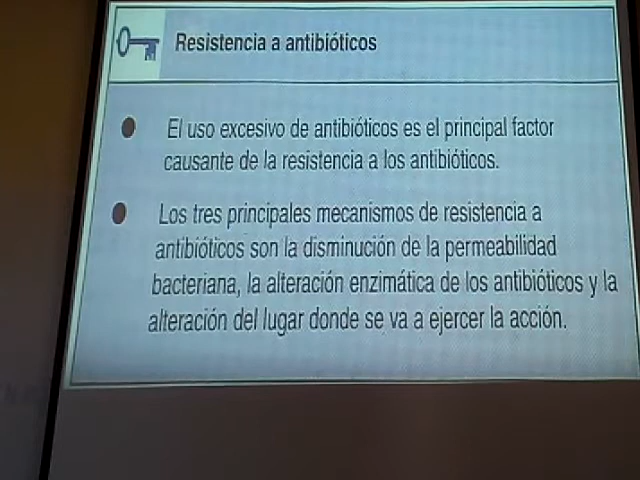 Resistencia a antibióticos
El uso excesivo de antibióticos es el principal factor
causante de la resistencia a los antibióticos.
Los tres principales mecanismos de resistencia a
antibióticos son la disminución de la permeabilidad
bacteriana, la alteración enzimática de los antibióticos y la
alteración del lugar donde se va a ejercer la acción.